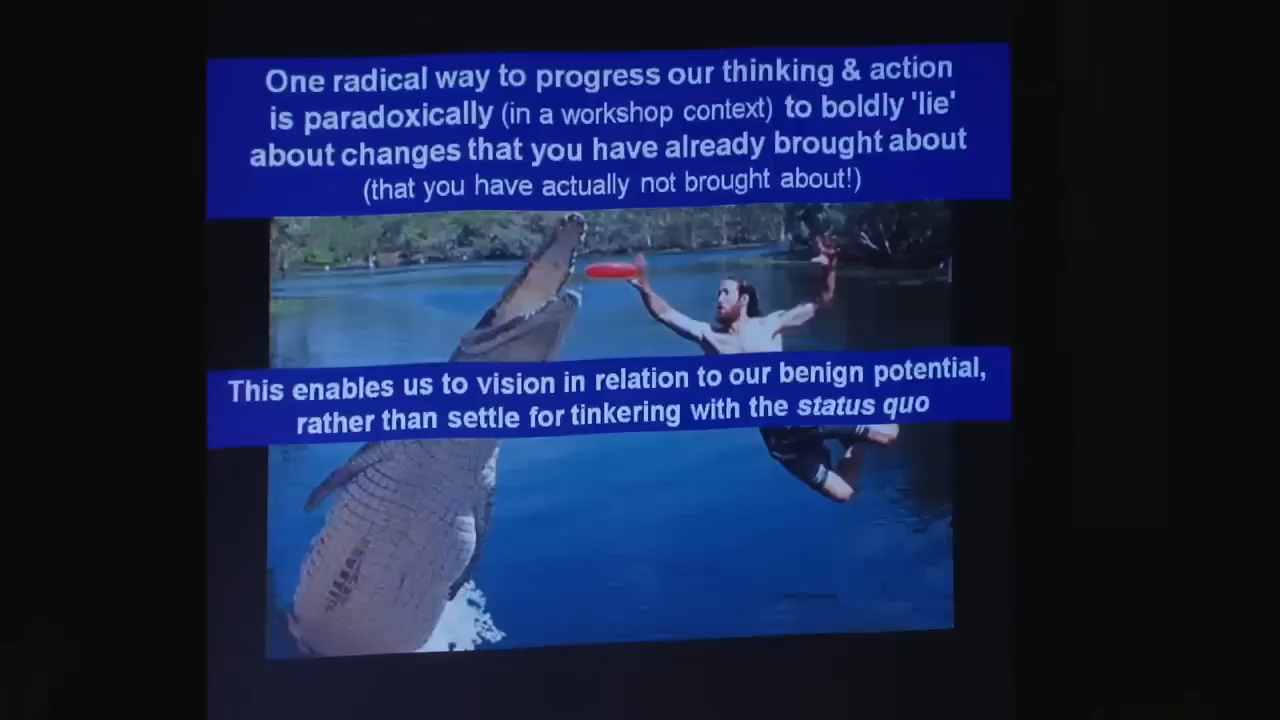 One radical way to progress our thinking & action
is paradoxically (in a workshop context) to boldly 'lie'
about changes that you have already brought about
(that you have actually not brought about!)
This enables us to vision in relation to our benign potential,
rather than settle for tinkering with the status quo